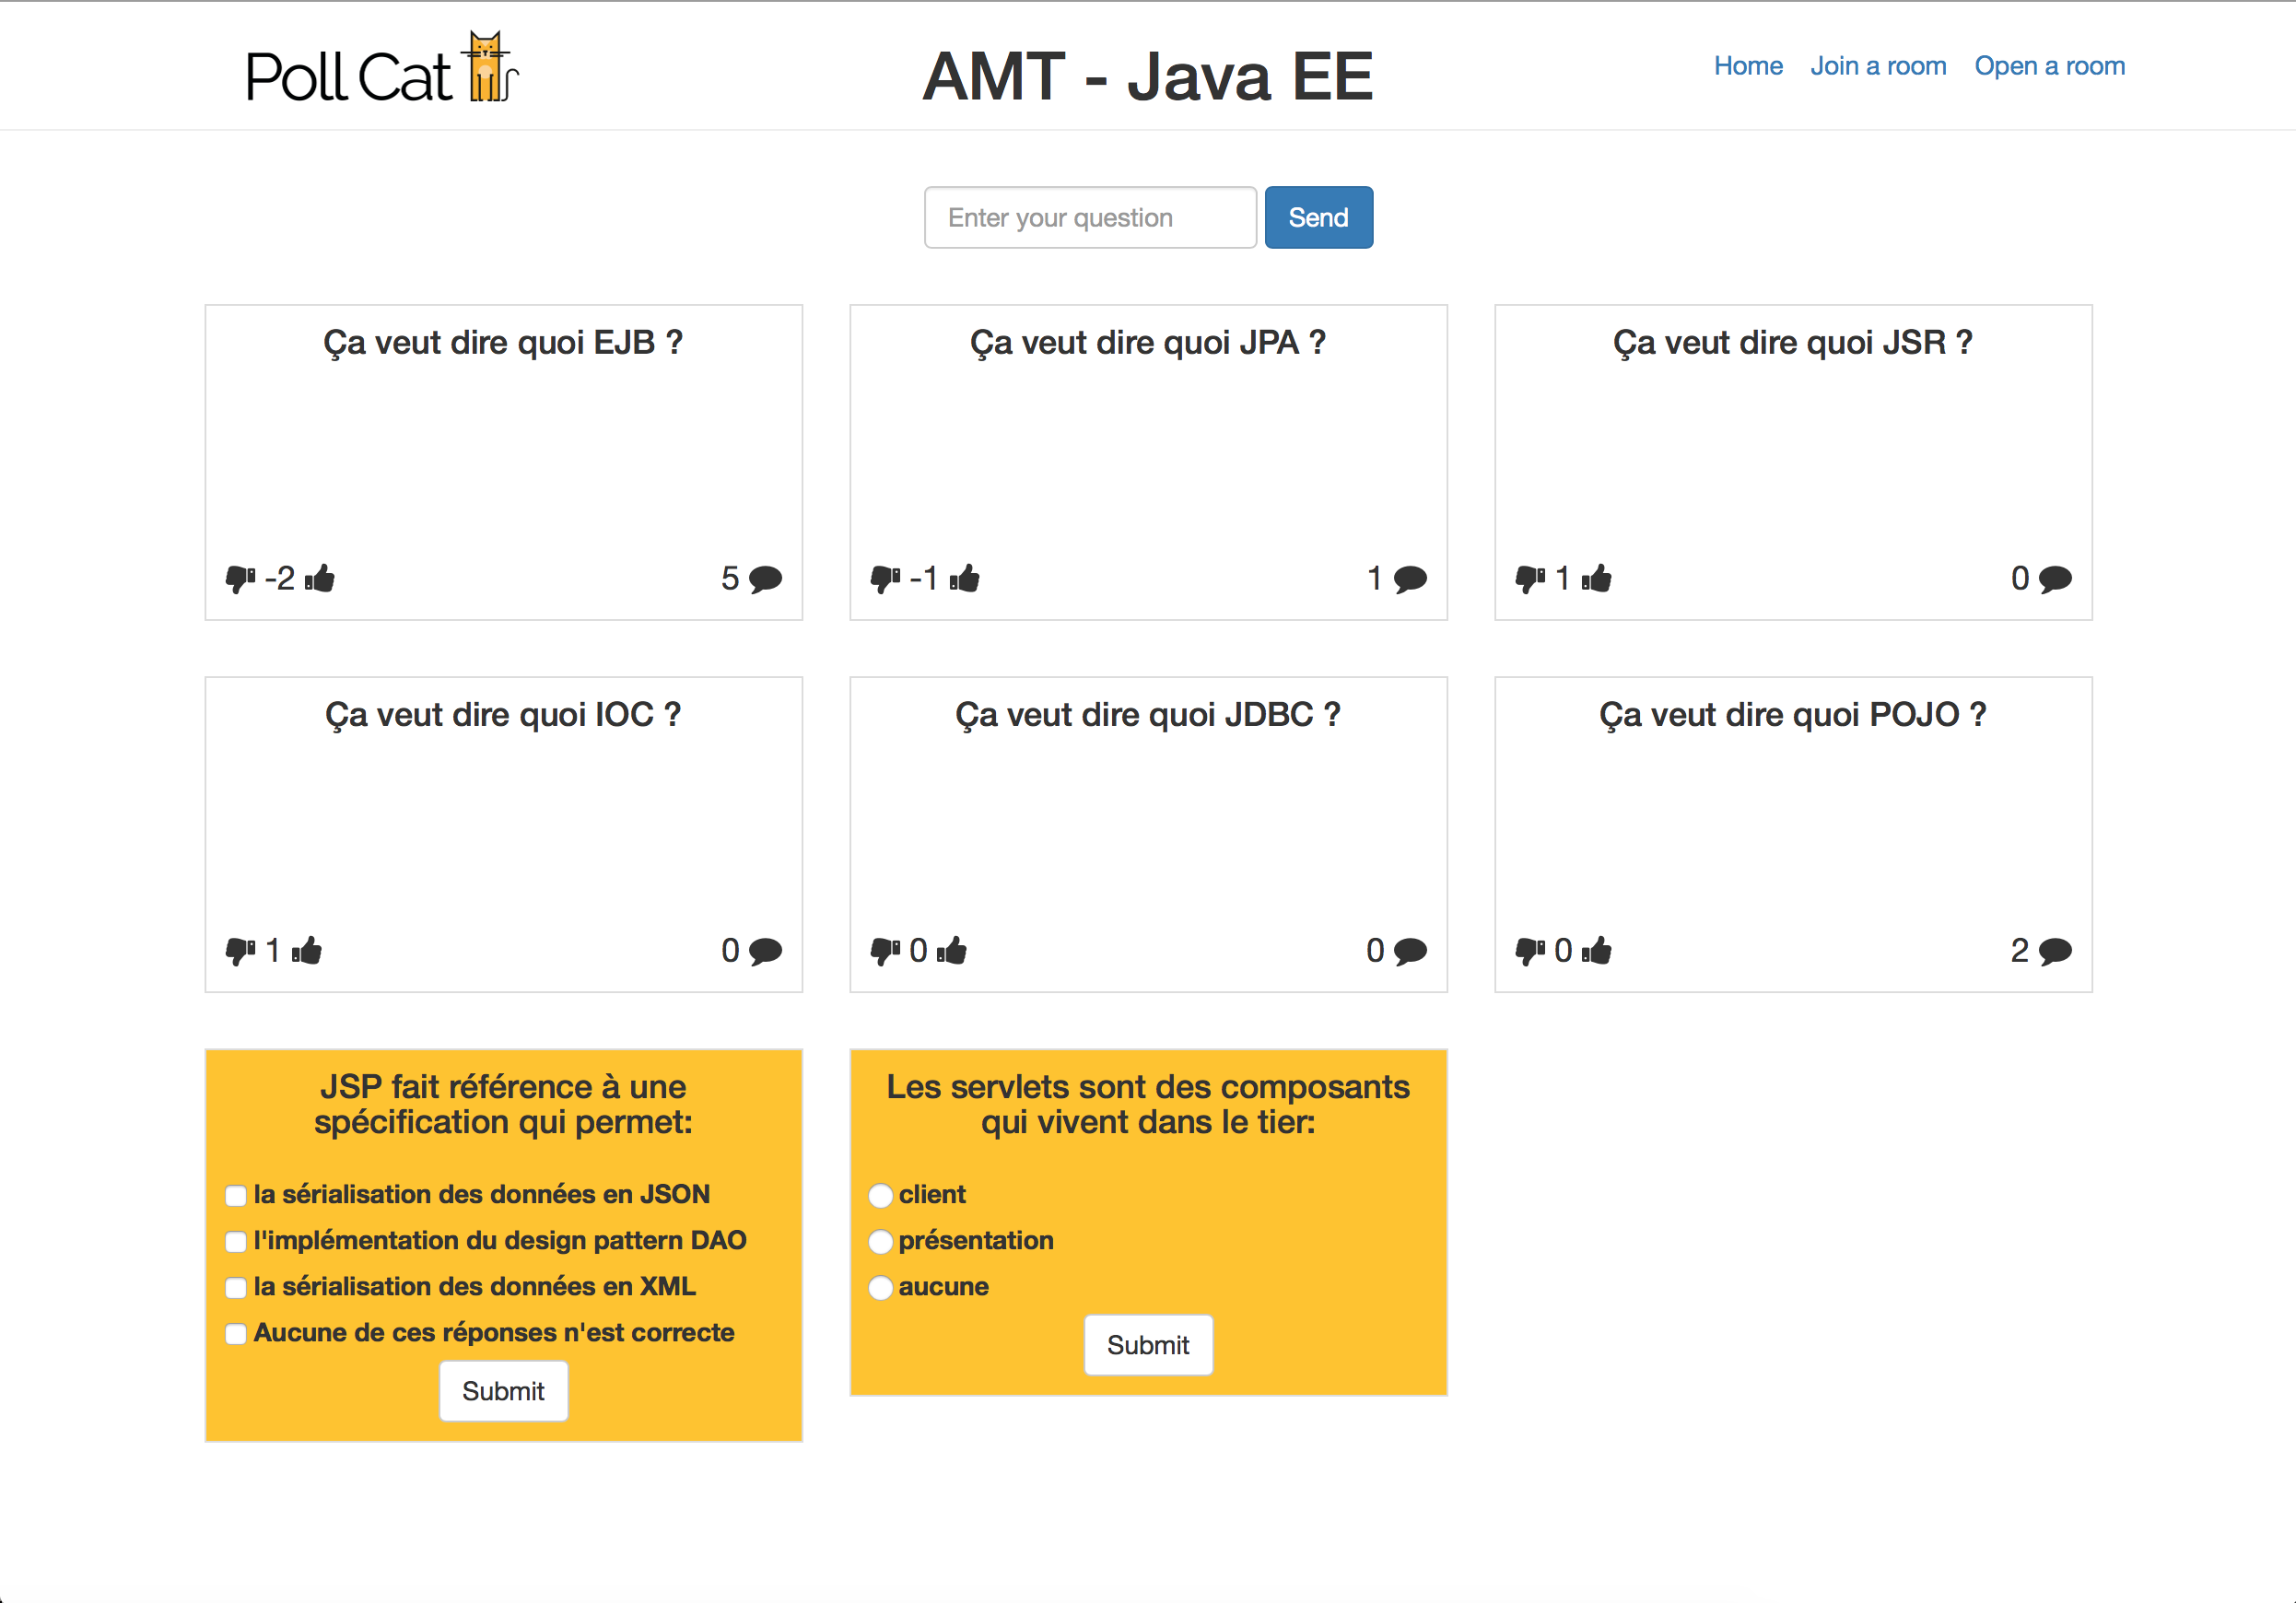 Poll Cat
AMT - Java EE
Home Join a room Open a room
Enter your question Send
Ça veut dire quoi EJB ?
-2 5
Ça veut dire quoi JPA ?
-1 1
Ça veut dire quoi JSR ?
1 0
Ça veut dire quoi IOC ?
1 0
Ça veut dire quoi JDBC ?
0 0
Ça veut dire quoi POJO ?
0 2
JSP fait référence à une
spécification qui permet:
la sérialisation des données en JSON
l'implémentation du design pattern DAO
la sérialisation des données en XML
Aucune de ces réponses n'est correcte
Submit
Les servlets sont des composants
qui vivent dans le tier:
client
présentation
aucune
Submit